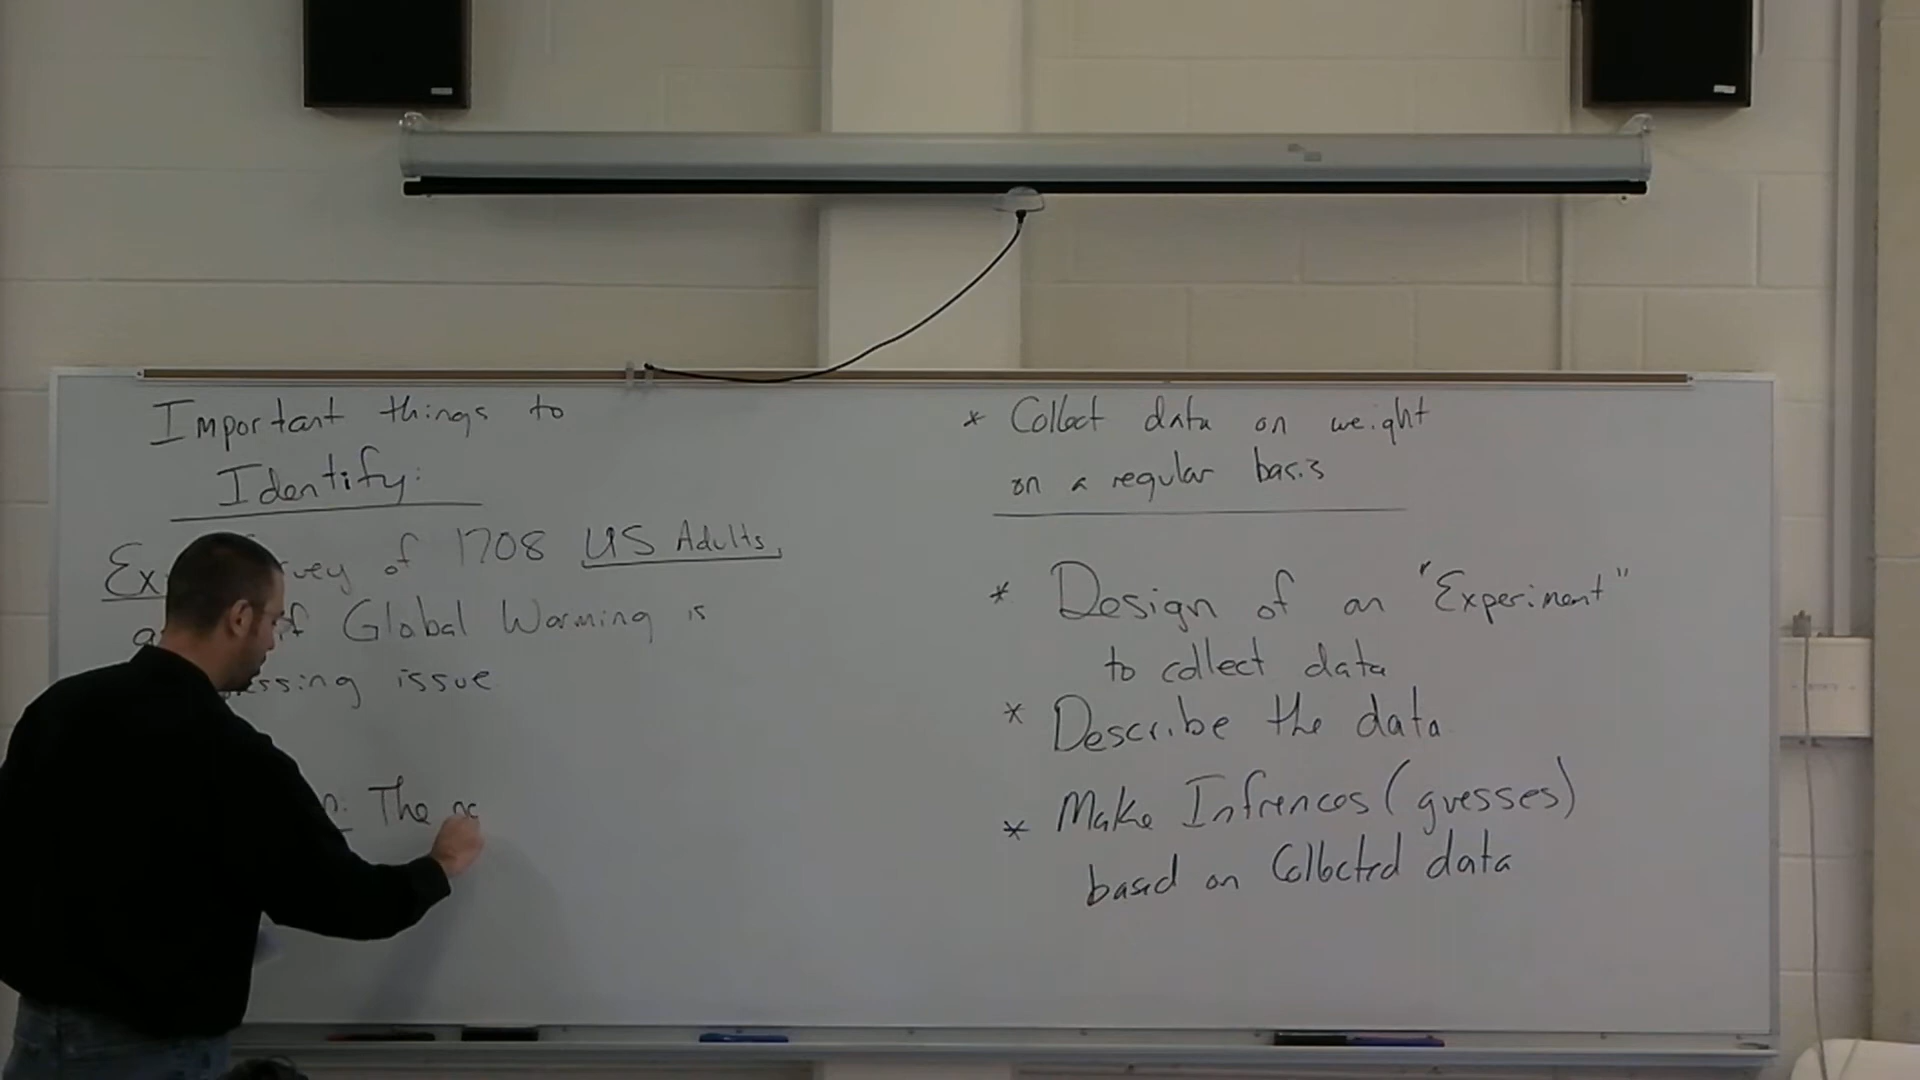 Important things to
Identify:
Ex of 1708 US Adults,
if Global Warming is
issue
The
* Collect data on weight
on a regular basis
* Design of an "Experiment"
to collect data
* Describe the data
* Make Infrences (guesses)
based on Collected data